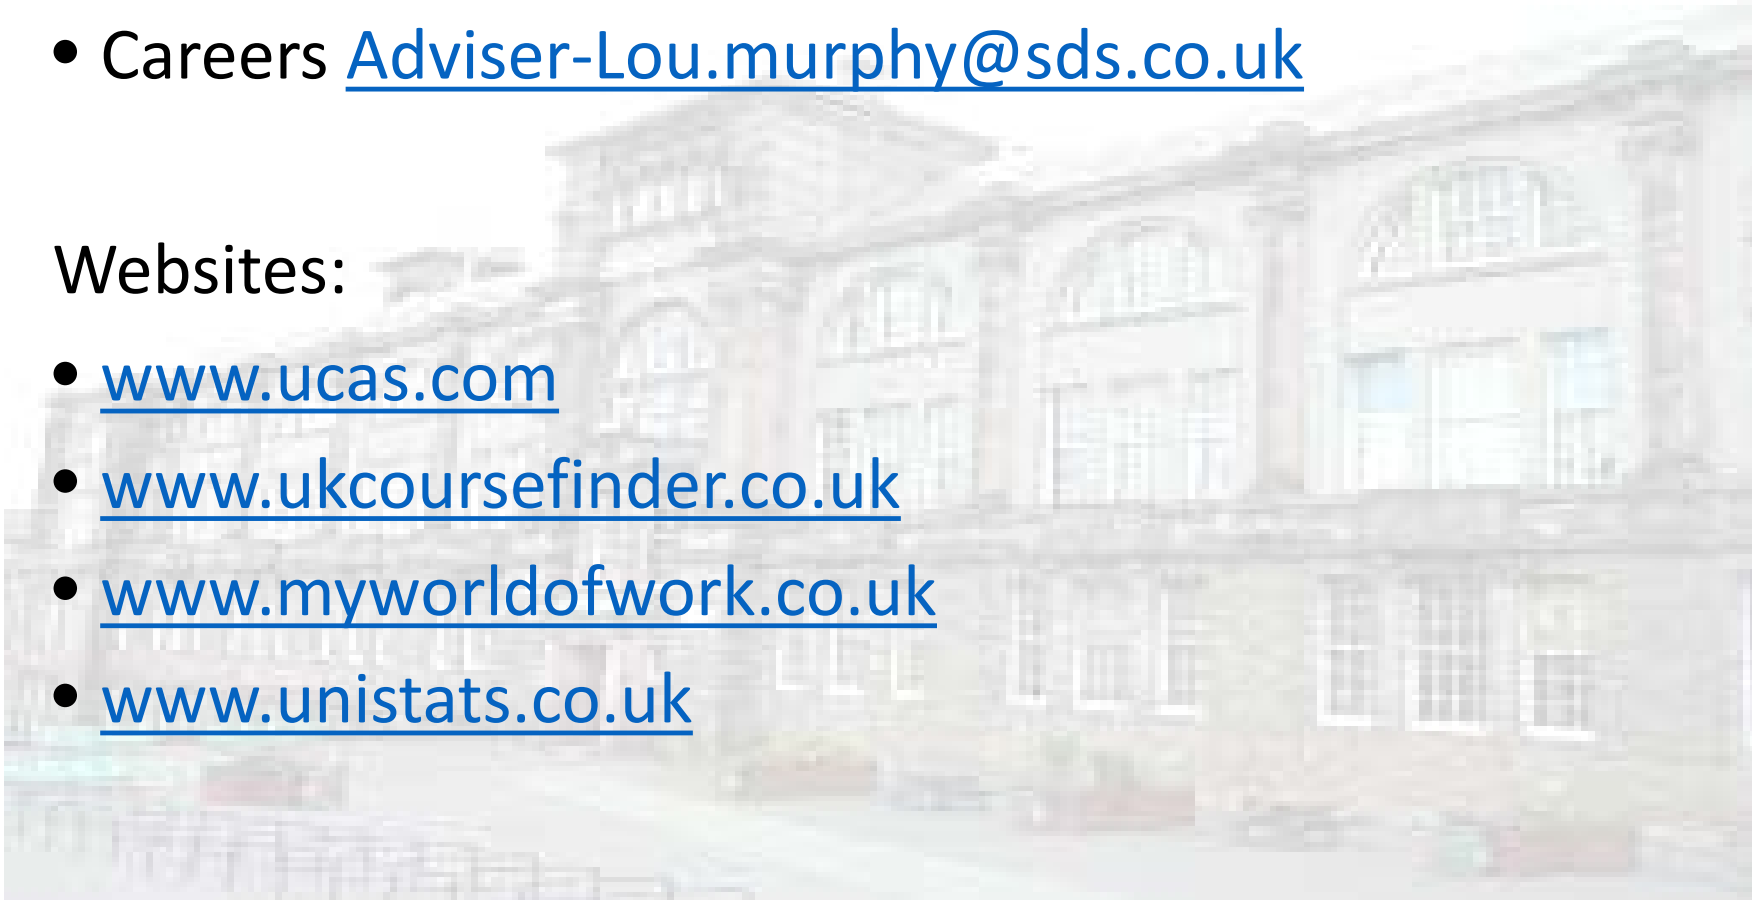 • Careers Adviser-Lou.murphy@sds.co.uk
Websites:
• www.ucas.com
• www.ukcoursefinder.co.uk
• www.myworldofwork.co.uk
• www.unistats.co.uk